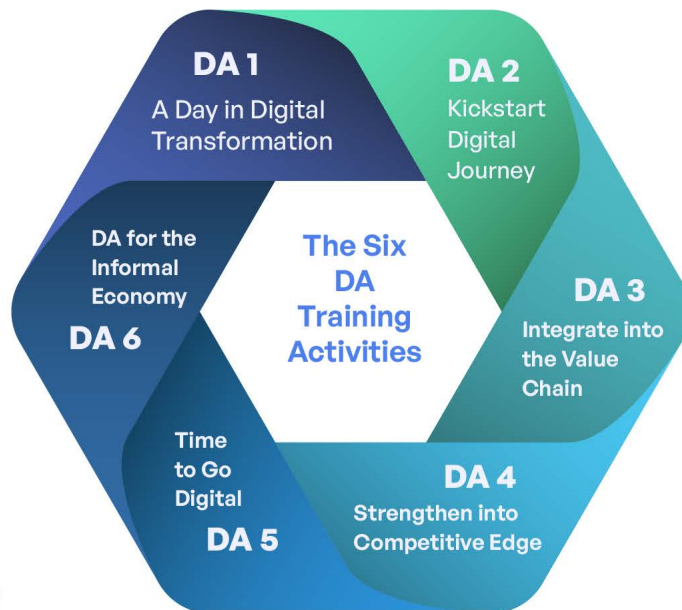 DA 1
A Day in Digital
Transformation
DA 2
Kickstart
Digital
Journey
DA 3
Integrate into
the Value
Chain
DA 4
Strengthen into
Competitive Edge
Time
to Go
Digital
DA 5
DA for the
Informal
Economy
DA 6
The Six
DA
Training
Activities